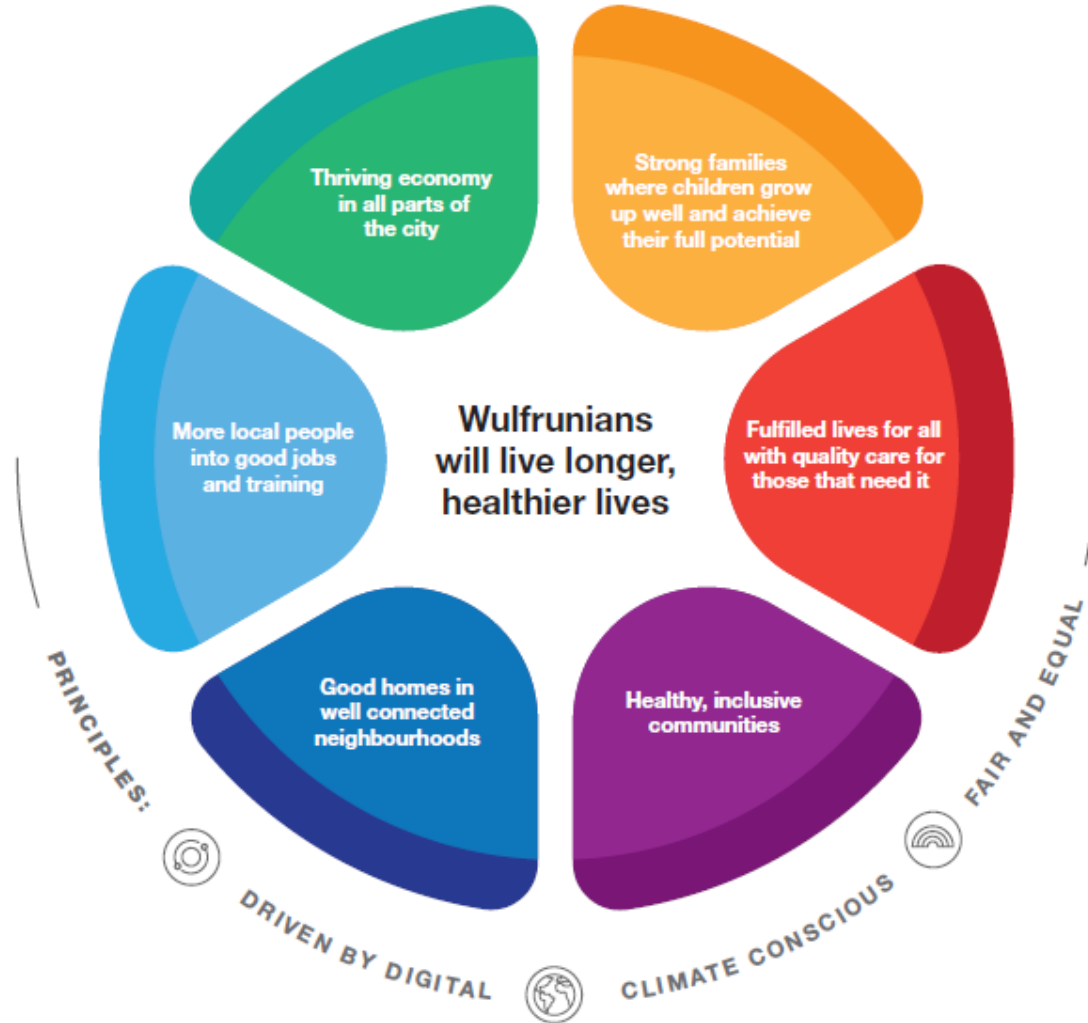 Thriving economy
in all parts of
the city
Strong families
where children grow
up well and achieve
their full potential
More local people
into good jobs
and training
Wulfrunians
will live longer,
healthier lives
Fulfilled lives for all
with quality care for
those that need it
Good homes in
well connected
neighbourhoods
Healthy, inclusive
communities
PRINCIPLES:
DRIVEN BY DIGITAL
CLIMATE CONSCIOUS
FAIR AND EQUAL